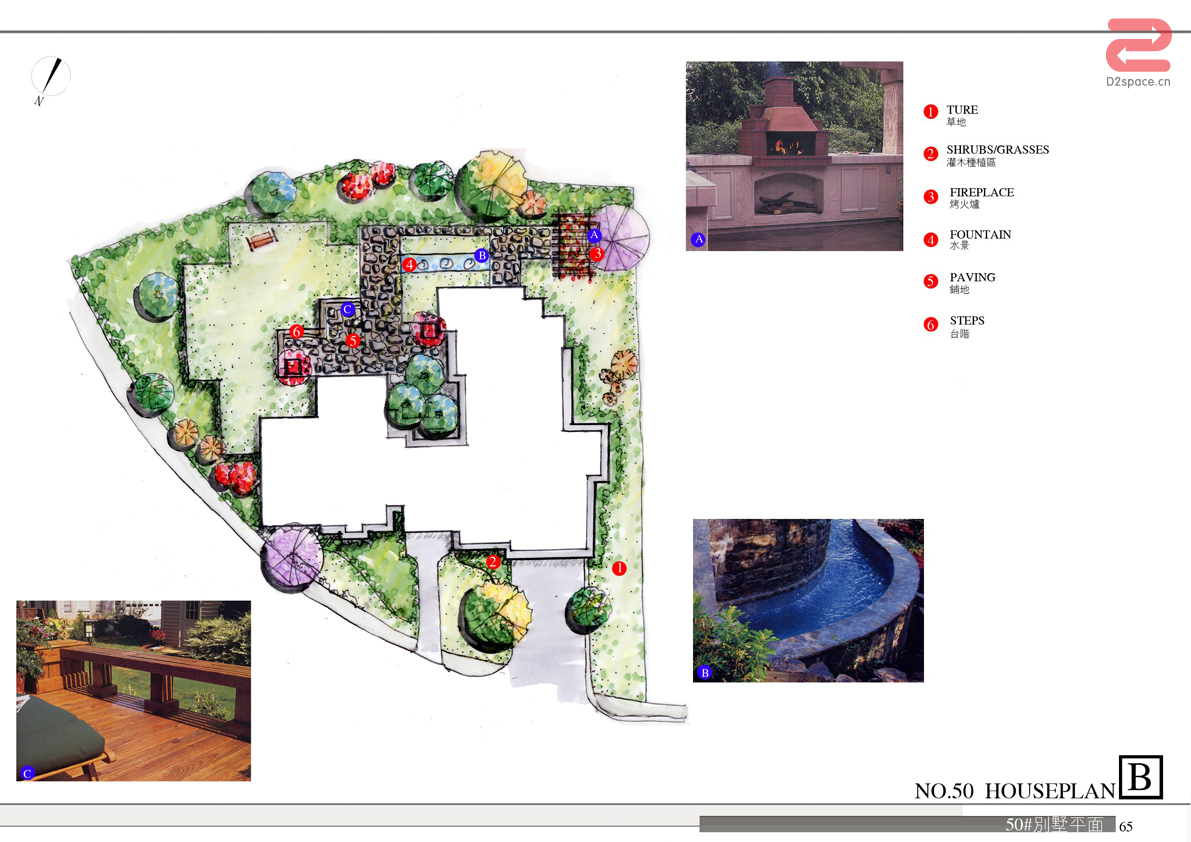 D2space.cn
N
1 TURE
草地
2 SHRUBS/GRASSES
灌木種植區
3 FIREPLACE
烤火爐
4 FOUNTAIN
水景
5 PAVING
鋪地
6 STEPS
台階
A
A
3
B
4
C
6
5
2
1
B
C
NO.50 HOUSEPLAN B
50#別墅平面 65